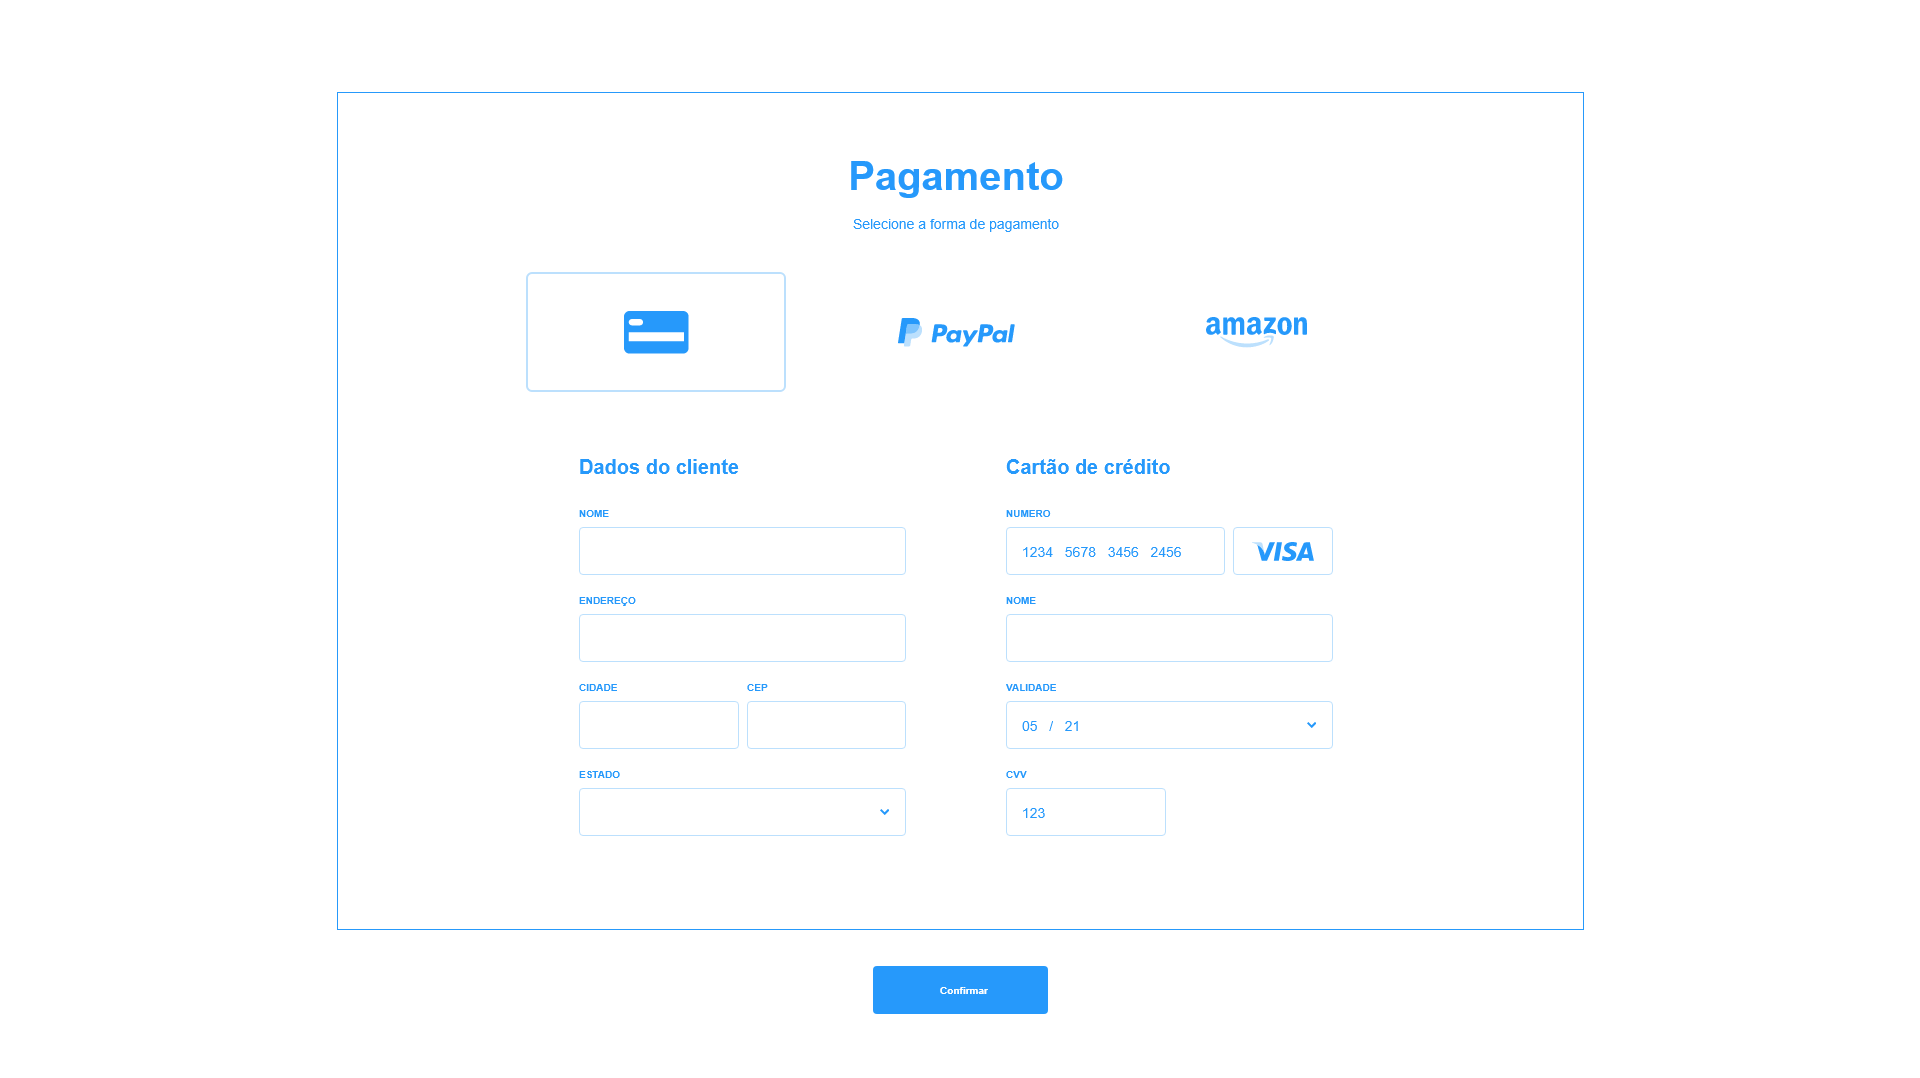 Pagamento
Selecione a forma de pagamento
PayPal
amazon
Dados do cliente
NOME
ENDEREÇO
CIDADE CEP
ESTADO
Cartão de crédito
NUMERO
1234 5678 3456 2456 VISA
NOME
VALIDADE
05 / 21
CVV
123
Confirmar